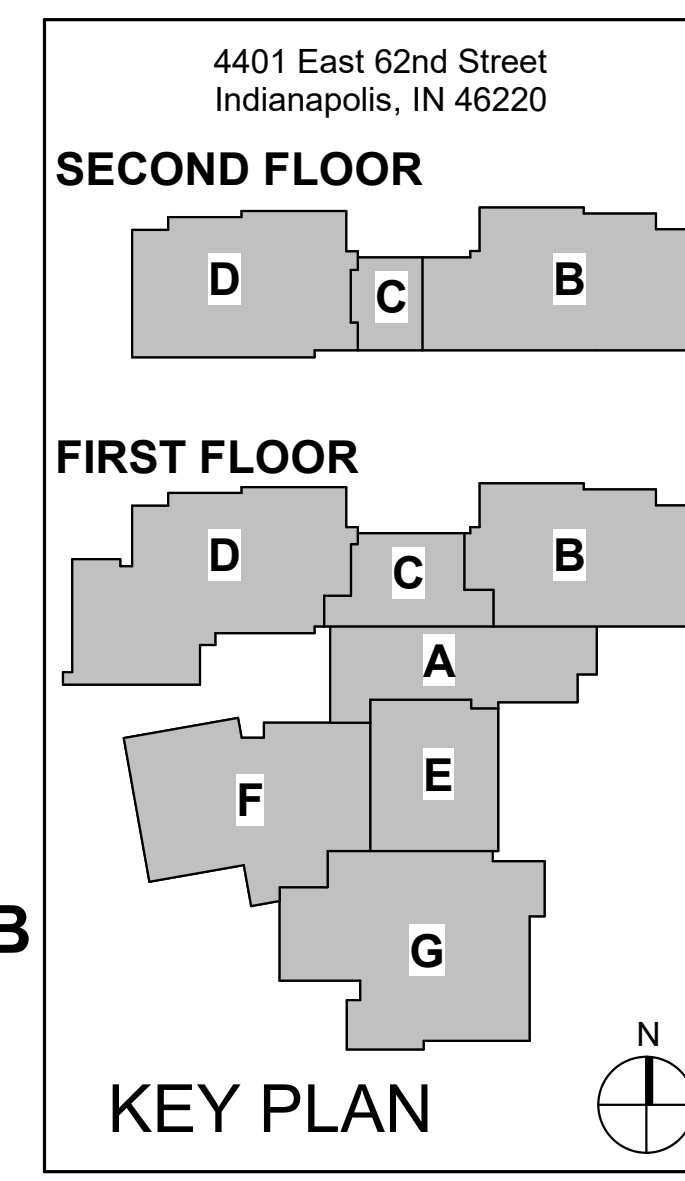 4401 East 62nd Street
Indianapolis, IN 46220
SECOND FLOOR
D
C
B
FIRST FLOOR
D
C
B
A
E
F
B
G
N
KEY PLAN